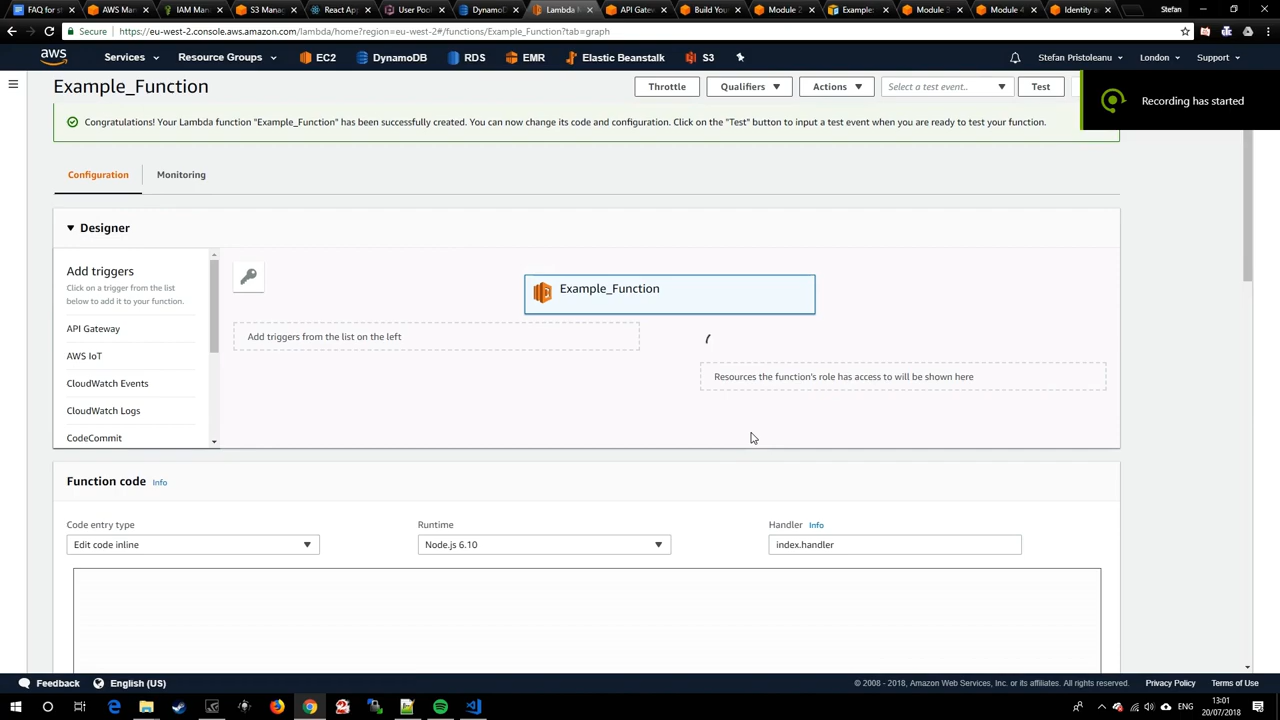 FAQ for st
AWS Man
IAM Man
S3 Manag
React App
User Pool
DynamoDB
Lambda M
API Gatew
Build You
Module 2
Example:
Module 3
Module 4
Identity a
Stefan
Secure https://eu-west-2.console.aws.amazon.com/lambda/home?region=eu-west-2#/functions/Example_Function?tab=graph
aws Services Resource Groups EC2 DynamoDB RDS EMR Elastic Beanstalk S3 Stefan Pristoleanu London Support
Example_Function Throttle Qualifiers Actions Select a test event.. Test
Recording has started
Congratulations! Your Lambda function "Example_Function" has been successfully created. You can now change its code and configuration. Click on the "Test" button to input a test event when you are ready to test your function.
Configuration Monitoring
Designer
Add triggers
Click on a trigger from the list
below to add it to your function.
API Gateway
AWS IoT
CloudWatch Events
CloudWatch Logs
CodeCommit
Example_Function
Add triggers from the list on the left
Resources the function's role has access to will be shown here
Function code Info
Code entry type Runtime Handler Info
Edit code inline Node.js 6.10 index.handler
Feedback English (US) © 2008 - 2018, Amazon Web Services, Inc. or its affiliates. All rights reserved. Privacy Policy Terms of Use
ENG
13:01
20/07/2018